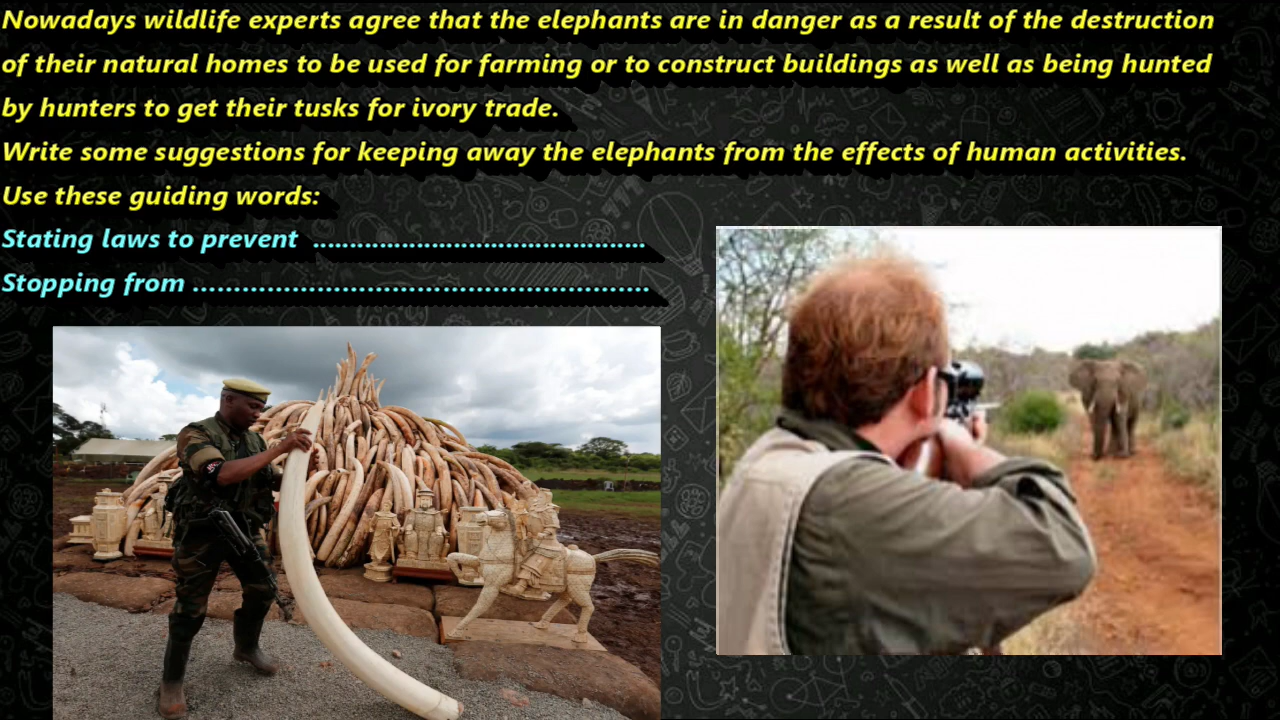 Nowadays wildlife experts agree that the elephants are in danger as a result of the destruction
of their natural homes to be used for farming or to construct buildings as well as being hunted
by hunters to get their tusks for ivory trade.
Write some suggestions for keeping away the elephants from the effects of human activities.
Use these guiding words:
Stating laws to prevent .............................................
Stopping from .................................................